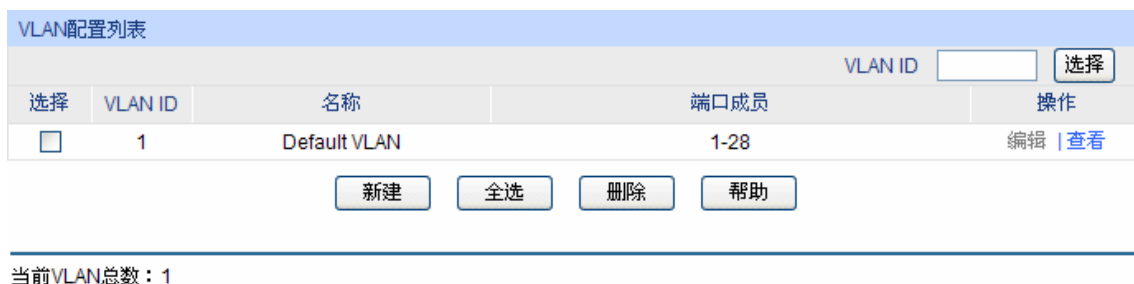 VLAN配置列表
VLAN ID 选择
选择 VLAN ID 名称 端口成员 操作
1 Default VLAN 1-28 编辑 | 查看
新建 全选 删除 帮助
当前VLAN总数：1